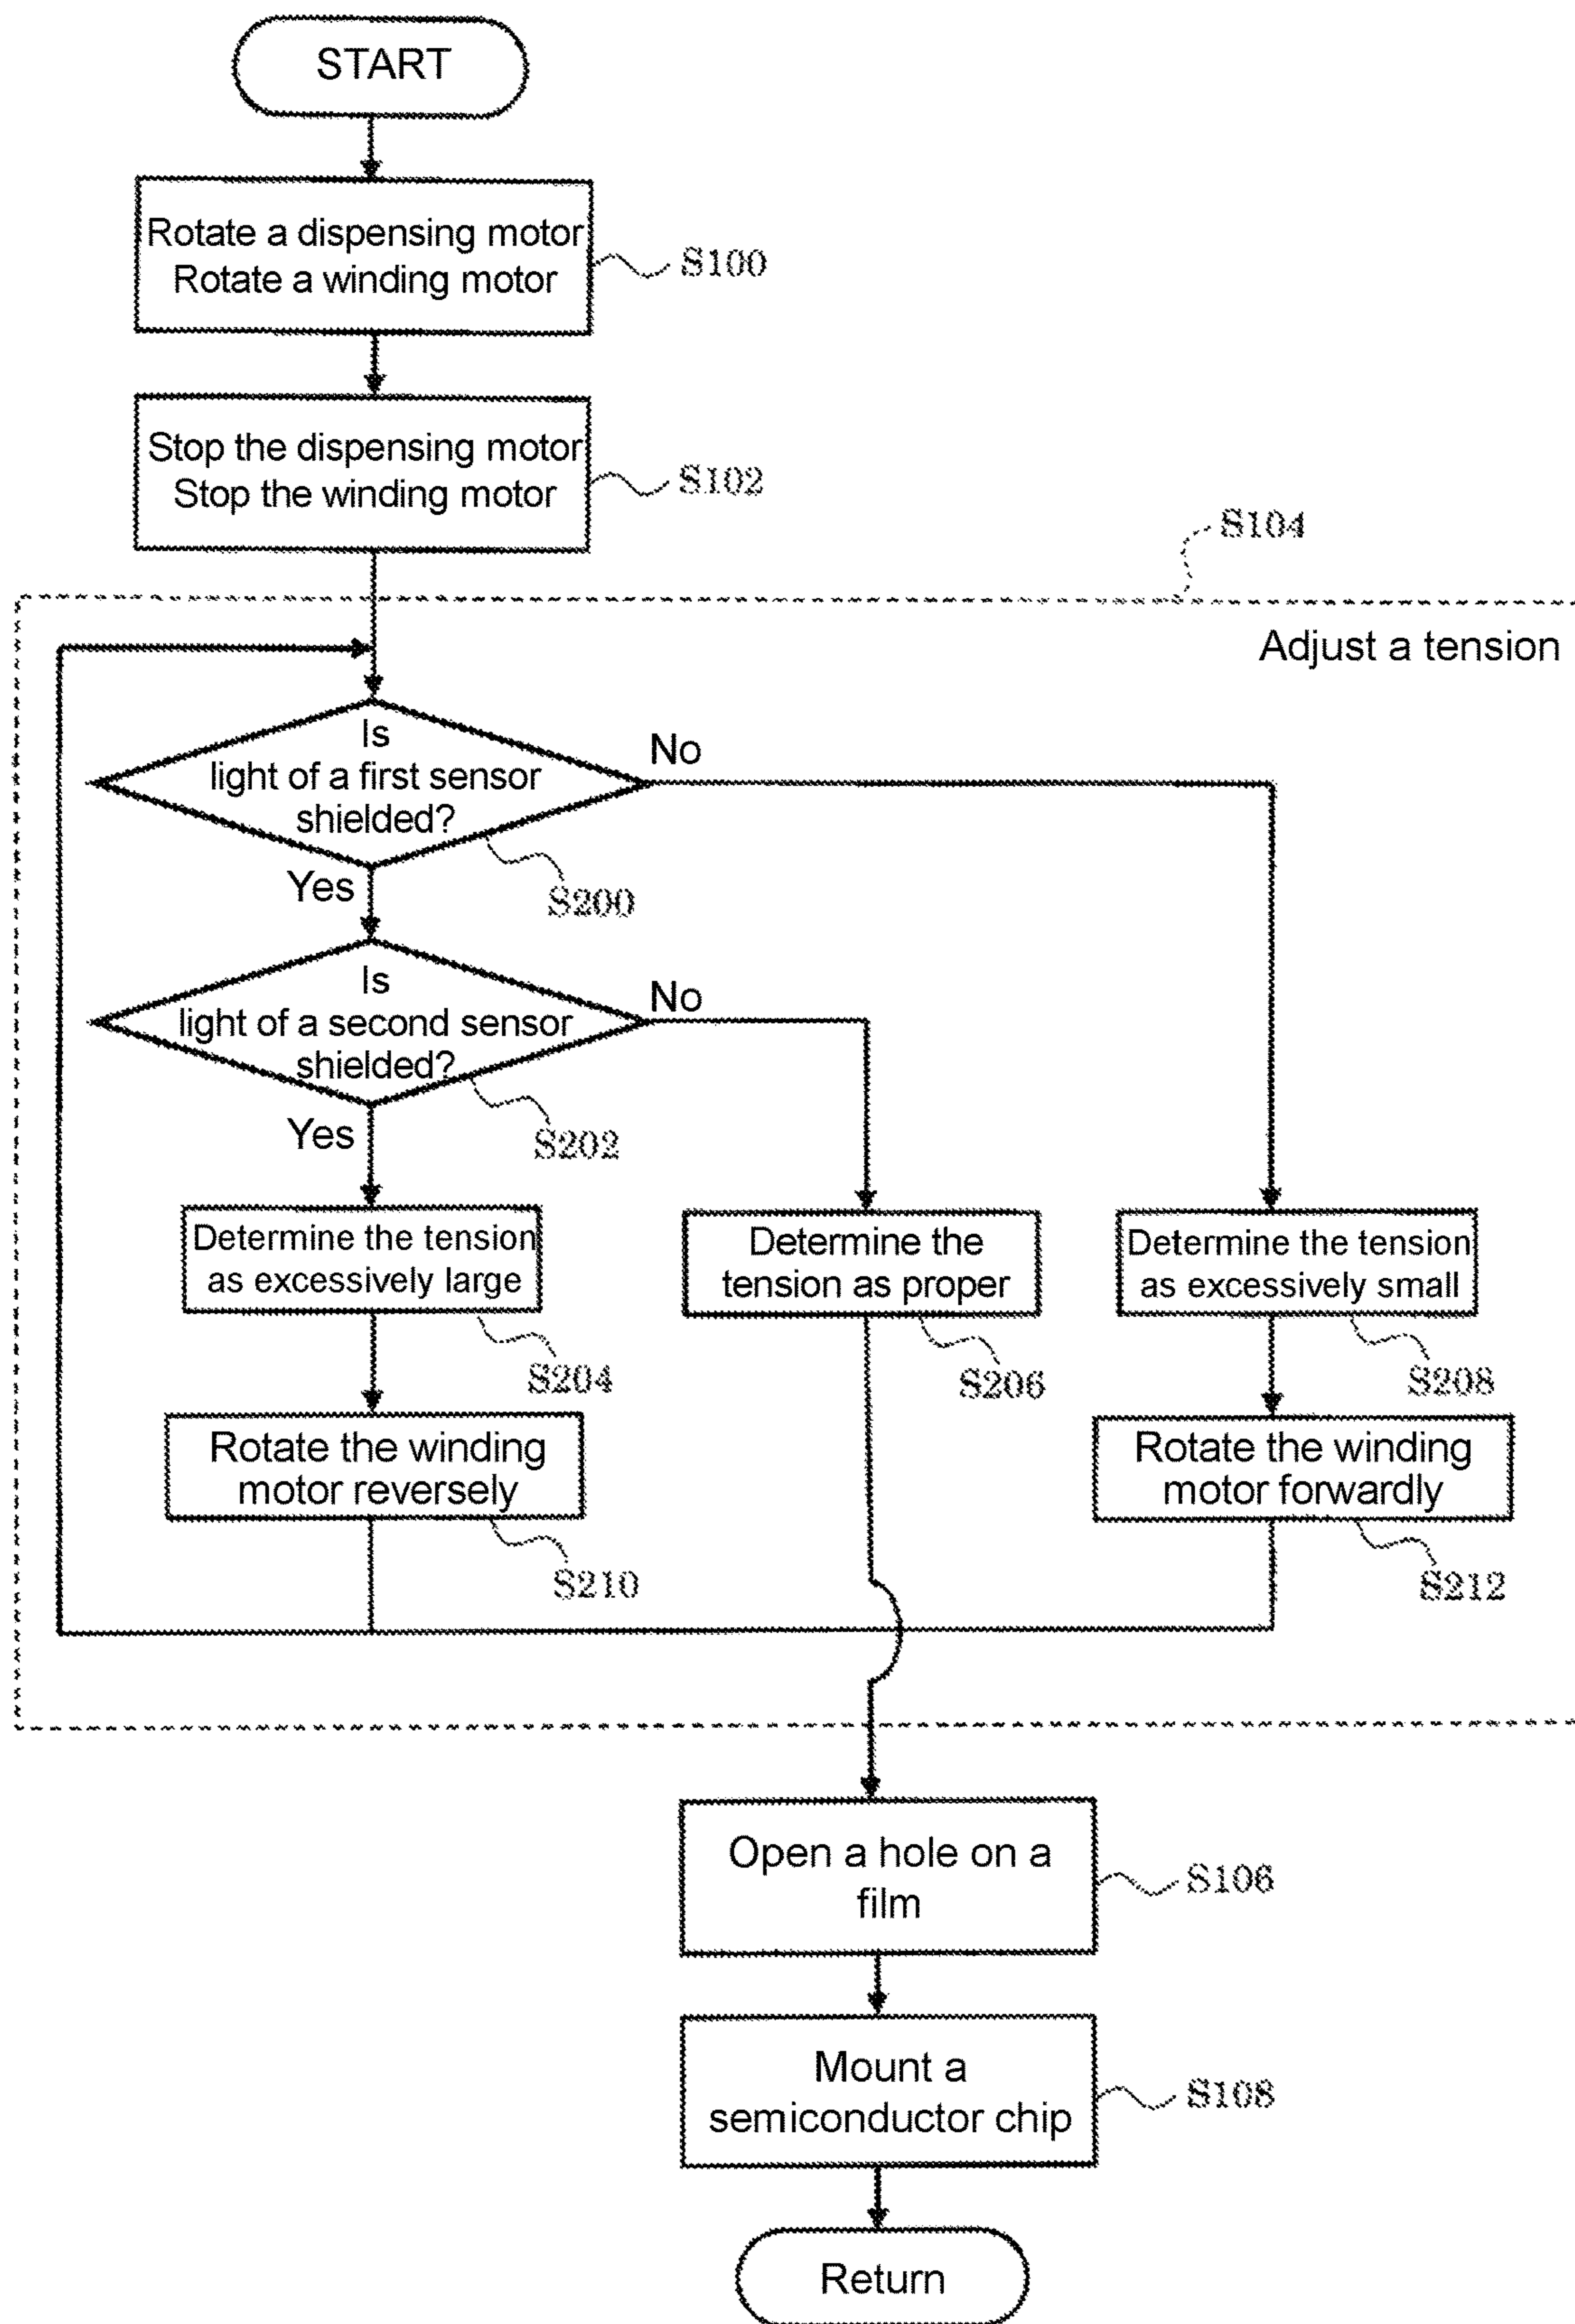 START
Rotate a dispensing motor
Rotate a winding motor
S100
Stop the dispensing motor
Stop the winding motor
S102
S104
Adjust a tension
Is
light of a first sensor
shielded?
No
Yes
S200
Is
light of a second sensor
shielded?
No
Yes
S202
Determine the tension
as excessively large
S204
Determine the
tension as proper
S206
Determine the tension
as excessively small
S208
Rotate the winding
motor reversely
S210
Rotate the winding
motor forwardly
S212
Open a hole on a
film
S106
Mount a
semiconductor chip
S108
Return